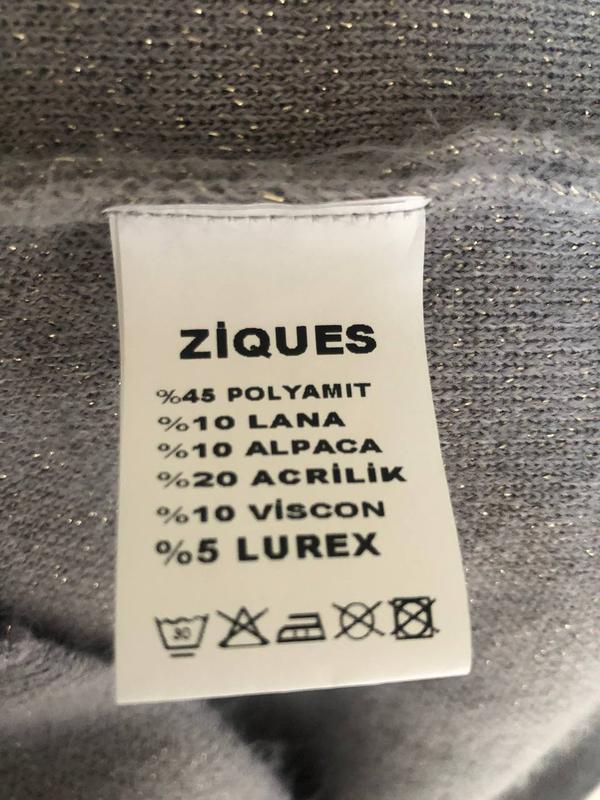 ZİQUES
%45 POLYAMIT
%10 LANA
%10 ALPACA
%20 ACRİLİK
%10 VİSCON
%5 LUREX
30